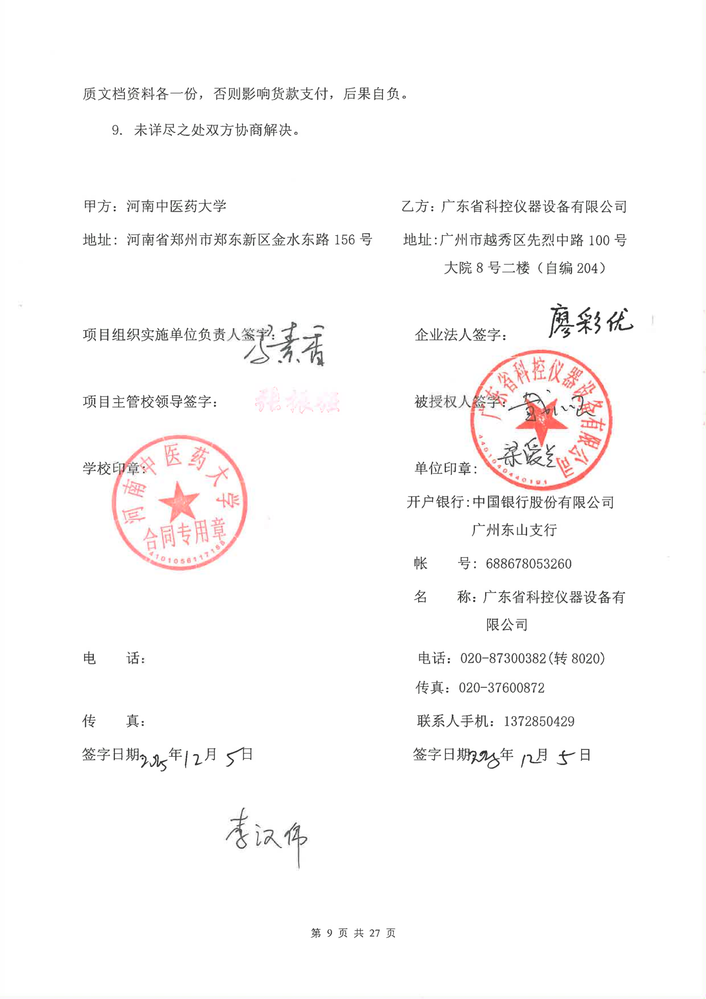 质文档资料各一份，否则影响货款支付，后果自负。
9. 未详尽之处双方协商解决。
甲方：河南中医药大学
乙方：广东省科控仪器设备有限公司
地址：河南省郑州市郑东新区金水东路 156 号
地址:广州市越秀区先烈中路 100 号
大院 8 号二楼（自编 204）
项目组织实施单位负责人签字：
冯素香
企业法人签字：
廖彩优
项目主管校领导签字：
张振强
被授权人签字：
学校印章：
河南中医药大学
合同专用章
4101056117188
单位印章：
梁爱兰
广东省科控仪器设备有限公司
4401040440191
开户银行:中国银行股份有限公司
广州东山支行
帐 号：688678053260
名 称：广东省科控仪器设备有
限公司
电 话：
电话：020-87300382(转 8020)
传真：020-37600872
传 真：
联系人手机：1372850429
签字日期2025年12月5日
签字日期2025年12月5日
李汉伟
第 9 页 共 27 页